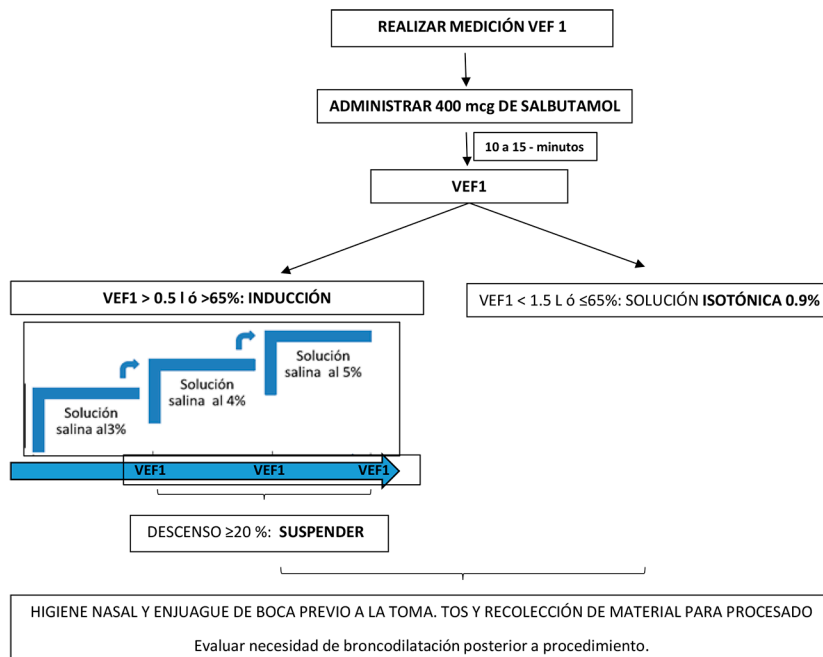 REALIZAR MEDICIÓN VEF 1
ADMINISTRAR 400 mcg DE SALBUTAMOL
10 a 15 - minutos
VEF1
VEF1 > 0.5 l ó >65%: INDUCCIÓN
VEF1 < 1.5 L ó ≤65%: SOLUCIÓN ISOTÓNICA 0.9%
Solución
salina al3%
Solución
salina al 4%
Solución
salina al 5%
VEF1 VEF1 VEF1
DESCENSO ≥20 %: SUSPENDER
HIGIENE NASAL Y ENJUAGUE DE BOCA PREVIO A LA TOMA. TOS Y RECOLECCIÓN DE MATERIAL PARA PROCESADO
Evaluar necesidad de broncodilatación posterior a procedimiento.